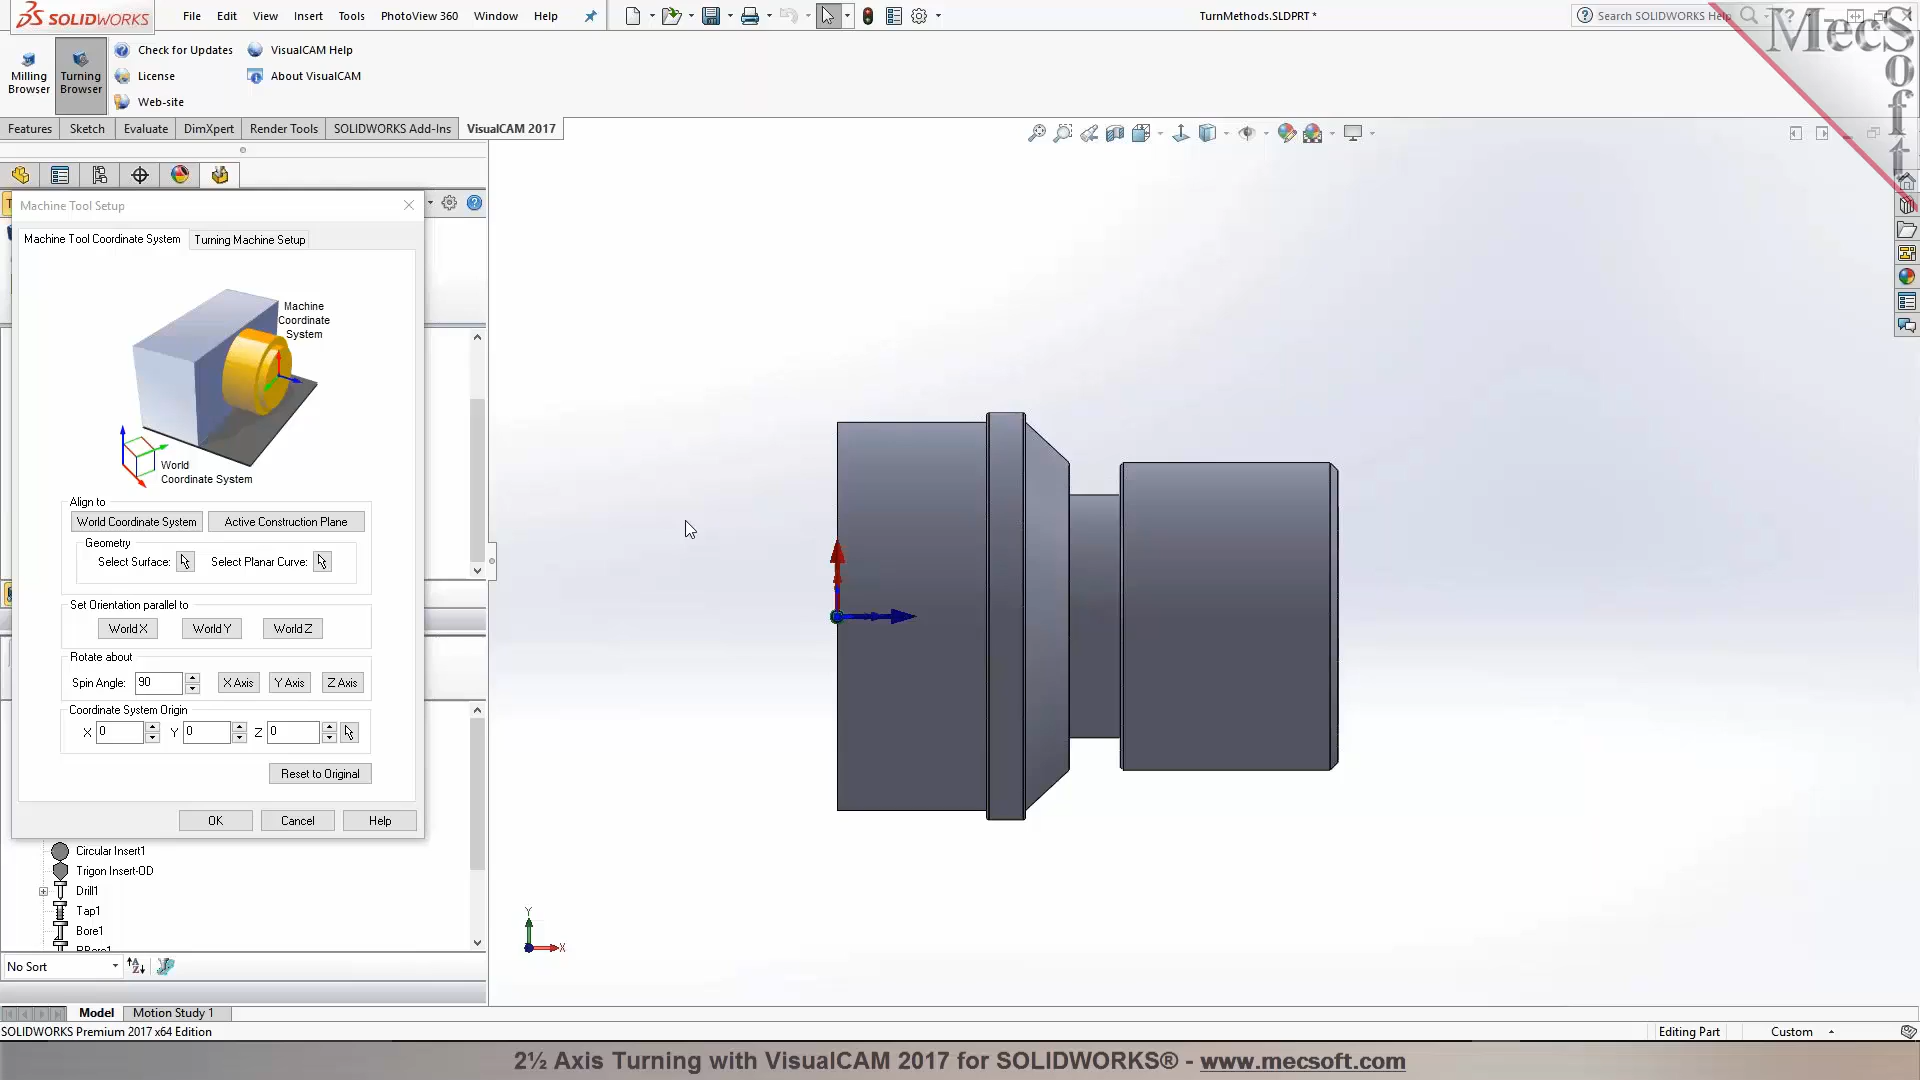 SOLIDWORKS
File Edit View Insert Tools PhotoView 360 Window Help
TurnMethods.SLDPRT *
Search SOLIDWORKS Help
MecSoft
Milling Browser
Turning Browser
Check for Updates
License
Web-site
VisualCAM Help
About VisualCAM
Features Sketch Evaluate DimXpert Render Tools SOLIDWORKS Add-Ins VisualCAM 2017
Machine Tool Setup
Machine Tool Coordinate System Turning Machine Setup
Machine
Coordinate
System
World
Coordinate System
Align to
World Coordinate System Active Construction Plane
Geometry
Select Surface: Select Planar Curve:
Set Orientation parallel to
World X World Y World Z
Rotate about
Spin Angle: 90 X Axis Y Axis Z Axis
Coordinate System Origin
X 0 Y 0 Z 0
Reset to Original
OK Cancel Help
Circular Insert1
Trigon Insert-OD
Drill1
Tap1
Bore1
Y
X
No Sort
Model Motion Study 1
SOLIDWORKS Premium 2017 x64 Edition
Editing Part Custom
2½ Axis Turning with VisualCAM 2017 for SOLIDWORKS® - www.mecsoft.com